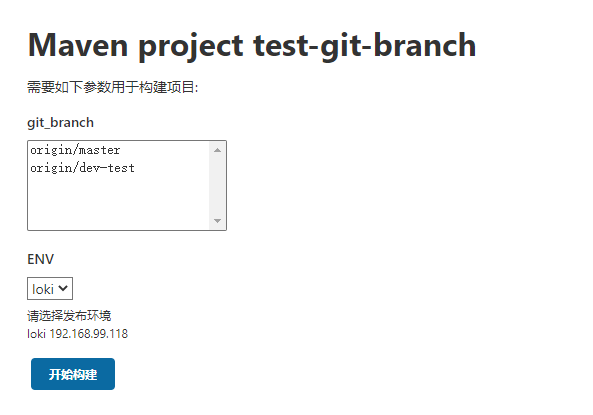 Maven project test-git-branch
需要如下参数用于构建项目:
git_branch
origin/master
origin/dev-test
ENV
loki
请选择发布环境
loki 192.168.99.118
开始构建